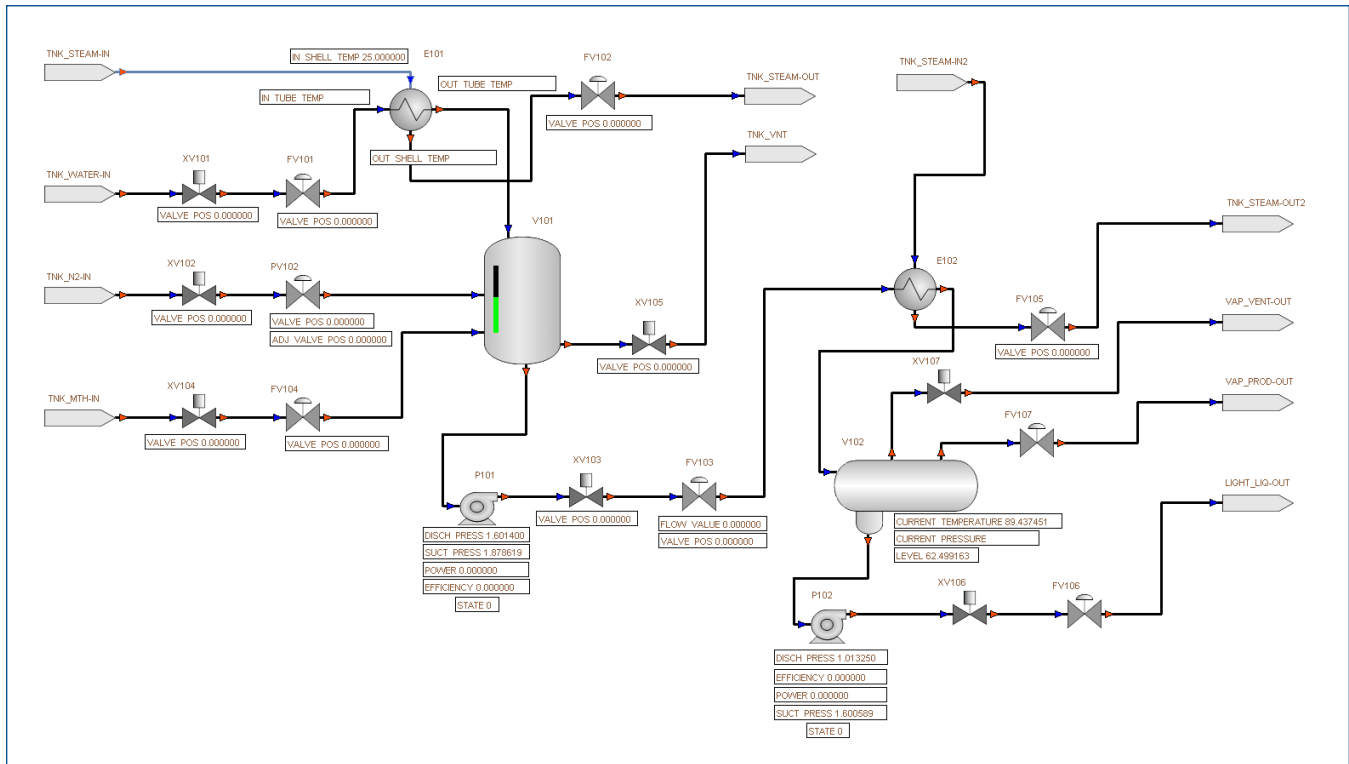 TNK_STEAM-IN
IN SHELL TEMP 25.000000
E101
FV102
TNK_STEAM-OUT
TNK_STEAM-IN2
OUT TUBE TEMP
IN TUBE TEMP
VALVE POS 0.000000
TNK_VNT
OUT SHELL TEMP
XV101
FV101
TNK_WATER-IN
VALVE POS 0.000000
VALVE POS 0.000000
V101
TNK_STEAM-OUT2
XV102
PV102
E102
TNK_N2-IN
VALVE POS 0.000000
VALVE POS 0.000000
ADJ VALVE POS 0.000000
XV105
FV105
VAP_VENT-OUT
VALVE POS 0.000000
VALVE POS 0.000000
XV107
XV104
FV104
TNK_MTH-IN
VALVE POS 0.000000
VALVE POS 0.000000
VAP_PROD-OUT
FV107
V102
P101
XV103
FV103
LIGHT_LIQ-OUT
VALVE POS 0.000000
FLOW VALUE 0.000000
VALVE POS 0.000000
CURRENT TEMPERATURE 89.437451
CURRENT PRESSURE
LEVEL 62.499163
DISCH PRESS 1.601400
SUCT PRESS 1.878619
POWER 0.000000
EFFICIENCY 0.000000
STATE 0
XV106
FV106
P102
DISCH PRESS 1.013250
EFFICIENCY 0.000000
POWER 0.000000
SUCT PRESS 1.600589
STATE 0